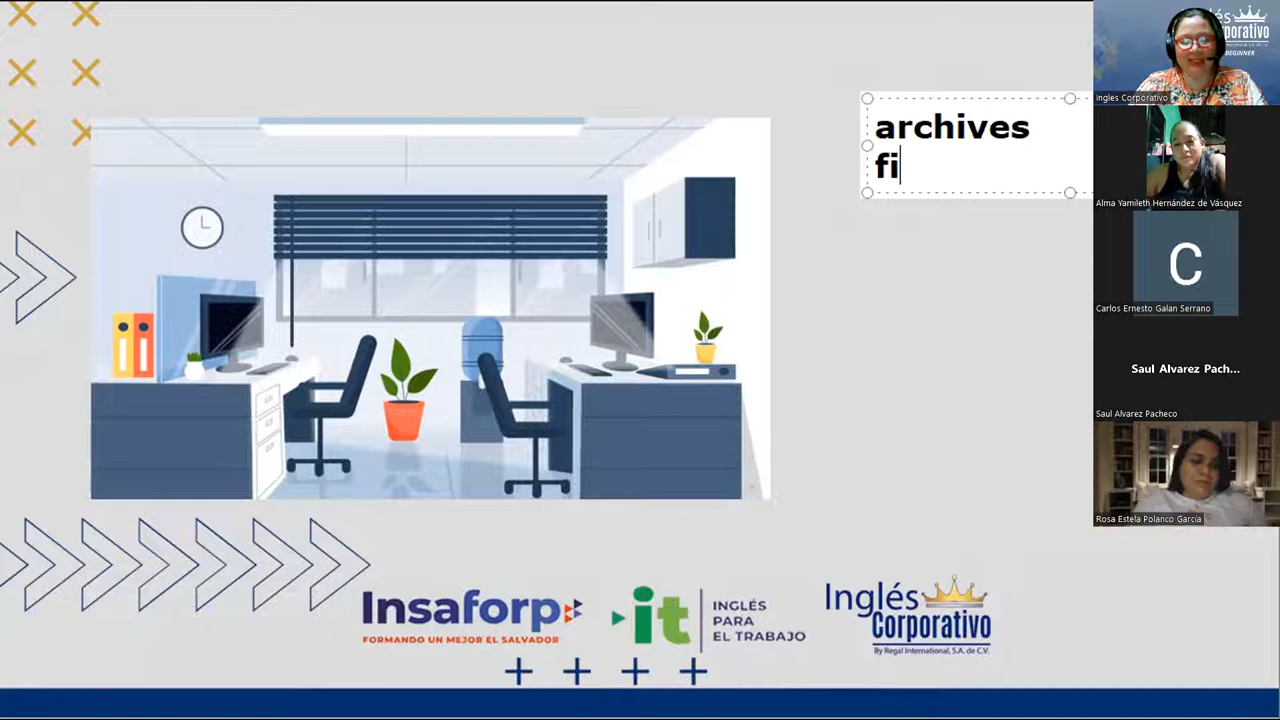 archives
fi
Insaforp
FORMANDO UN MEJOR EL SALVADOR
it
INGLÉS
PARA
EL TRABAJO
Inglés
Corporativo
By Regal International, S.A. de C.V.
BEGINNER
Ingles Corporativo
Alma Yamileth Hernández de Vásquez
C
Carlos Ernesto Galan Serrano
Saul Alvarez Pach...
Saul Alvarez Pacheco
Rosa Estela Polanco García